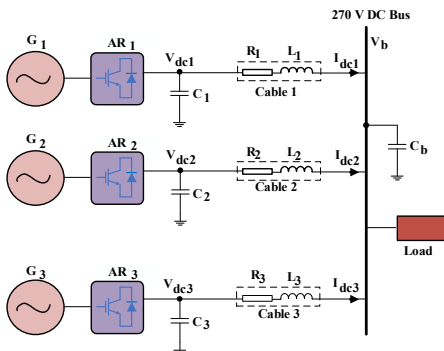 270 V DC Bus
G1 AR1 Vdc1 R1 L1 Idc1 Vb
C1 Cable 1
G2 AR2 Vdc2 R2 L2 Idc2 Cb
C2 Cable 2
Load
G3 AR3 Vdc3 R3 L3 Idc3
C3 Cable 3